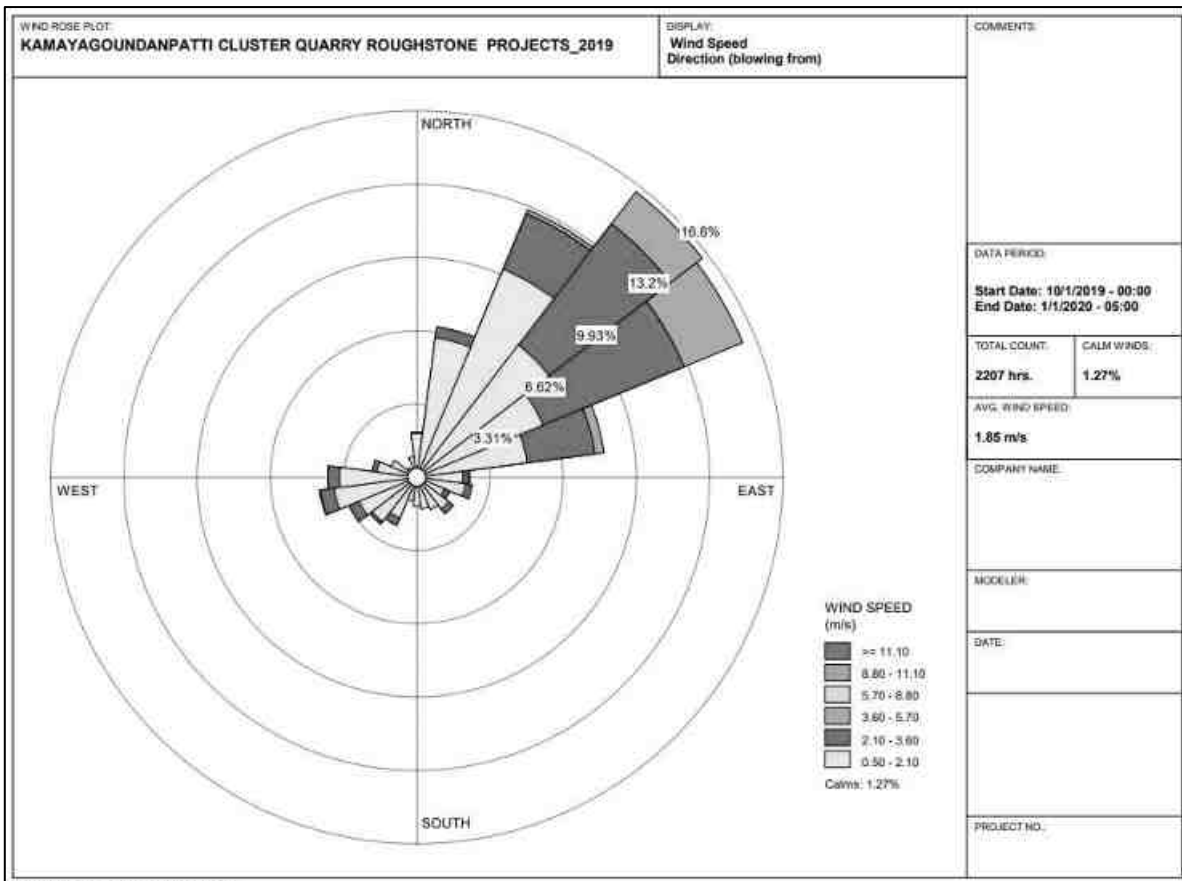 WIND ROSE PLOT:
KAMAYAGOUNDANPATTI CLUSTER QUARRY ROUGHSTONE PROJECTS_2019
DISPLAY:
Wind Speed
Direction (blowing from)
COMMENTS:
NORTH
16.6%
13.2%
9.93%
6.62%
3.31%
WEST
EAST
SOUTH
WIND SPEED
(m/s)
>= 11.10
8.80 - 11.10
5.70 - 8.80
3.60 - 5.70
2.10 - 3.60
0.50 - 2.10
Calms: 1.27%
DATA PERIOD:
Start Date: 10/1/2019 - 00:00
End Date: 1/1/2020 - 05:00
TOTAL COUNT:
2207 hrs.
CALM WINDS:
1.27%
AVG. WIND SPEED:
1.85 m/s
COMPANY NAME:
MODELER:
DATE:
PROJECT NO.: